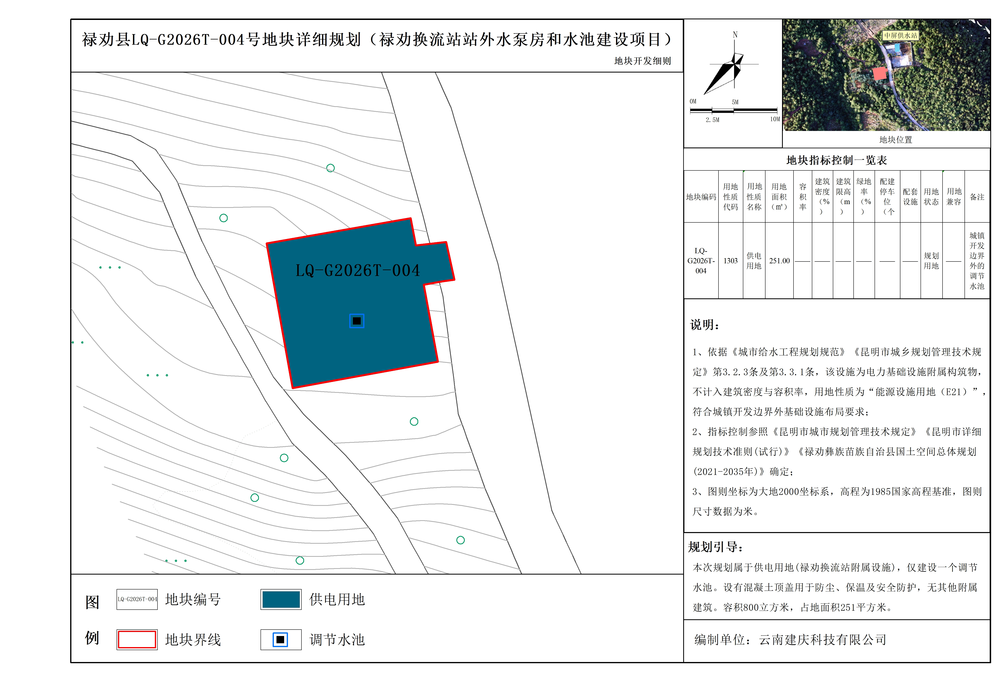 禄劝县LQ-G2026T-004号地块详细规划（禄劝换流站站外水泵房和水池建设项目）
地块开发细则
N
0M
5M
2.5M
10M
中屏供水站
地块位置
LQ-G2026T-004
地块指标控制一览表
地块编码
用地
性质
代码
用地
性质
名称
用地
面积
（㎡）
容
积
率
建筑
密度
（%
）
建筑
限高
（m
）
绿地
率
（%
）
配建
停车
位
（个
配套
设施
用地
状态
用地
兼容
备注
LQ-
G2026T-
004
1303
供电
用地
251.00
——
——
——
——
——
——
规划
用地
——
城镇
开发
边界
外的
调节
水池
说明：
1、依据《城市给水工程规划规范》《昆明市城乡规划管理技术规
定》第3.2.3条及第3.3.1条，该设施为电力基础设施附属构筑物，
不计入建筑密度与容积率，用地性质为“能源设施用地（E21）”，
符合城镇开发边界外基础设施布局要求；
2、指标控制参照《昆明市城市规划管理技术规定》《昆明市详细
规划技术准则(试行)》《禄劝彝族苗族自治县国土空间总体规划
(2021-2035年)》确定；
3、图则坐标为大地2000坐标系，高程为1985国家高程基准，图则
尺寸数据为米。
规划引导：
本次规划属于供电用地(禄劝换流站附属设施)，仅建设一个调节
水池。设有混凝土顶盖用于防尘、保温及安全防护，无其他附属
建筑。容积800立方米，占地面积251平方米。
编制单位：云南建庆科技有限公司
图
例
LQ-G2026T-004
地块编号
供电用地
地块界线
调节水池